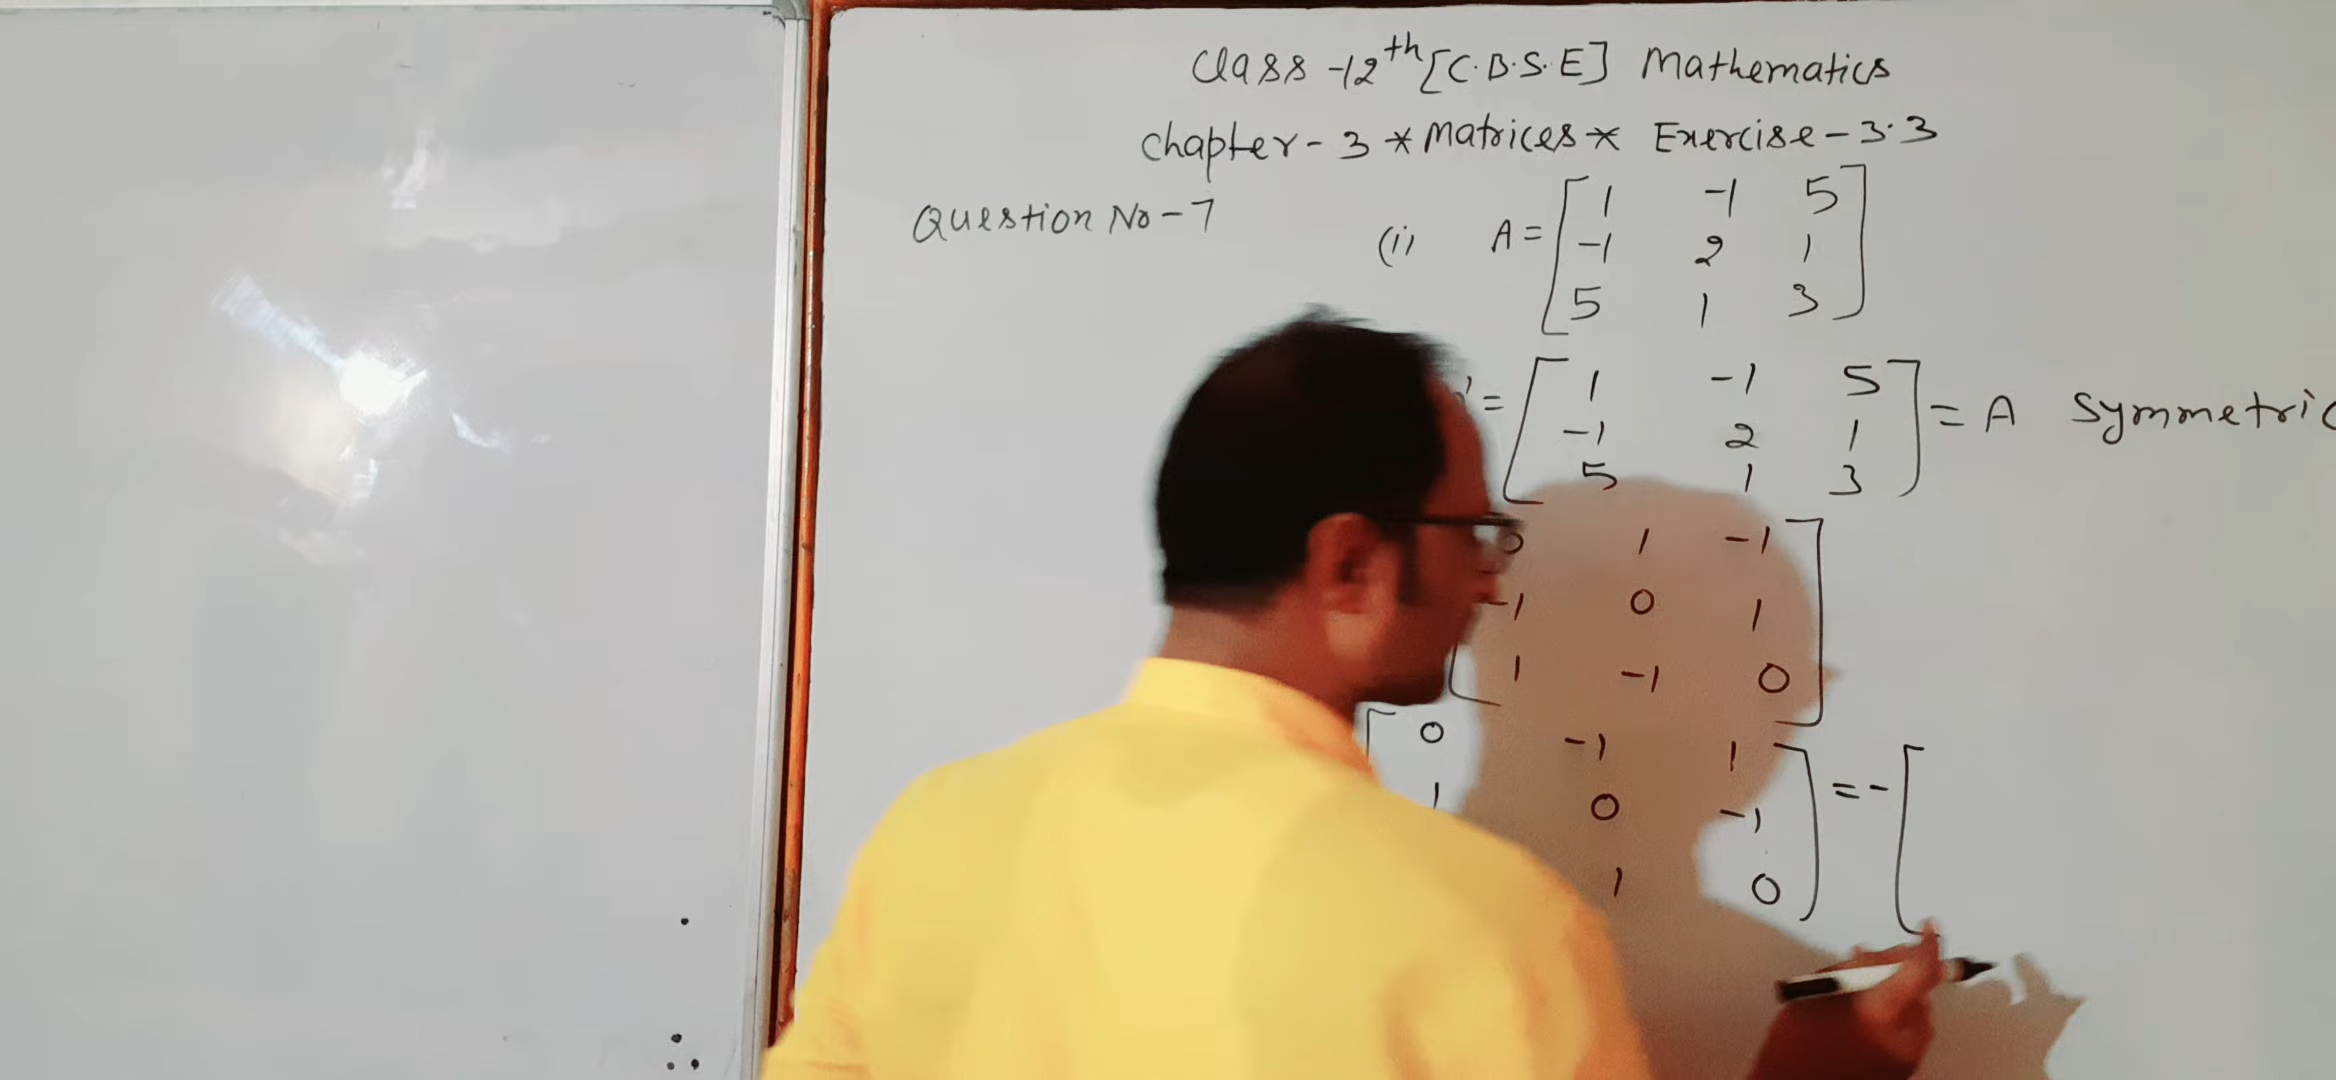 Class -12th [C.B.S.E] Mathematics
Chapter - 3 * Matrices * Exercise - 3.3
Question No - 7
(i) A = [ 1 -1 5
-1 2 1
5 1 3 ]
' = [ 1 -1 5
-1 2 1
5 1 3 ] = A Symmetric
0 1 -1
-1 0 1
1 -1 0 ]
[ 0 -1 1
1 0 -1
1 0 ] = - [